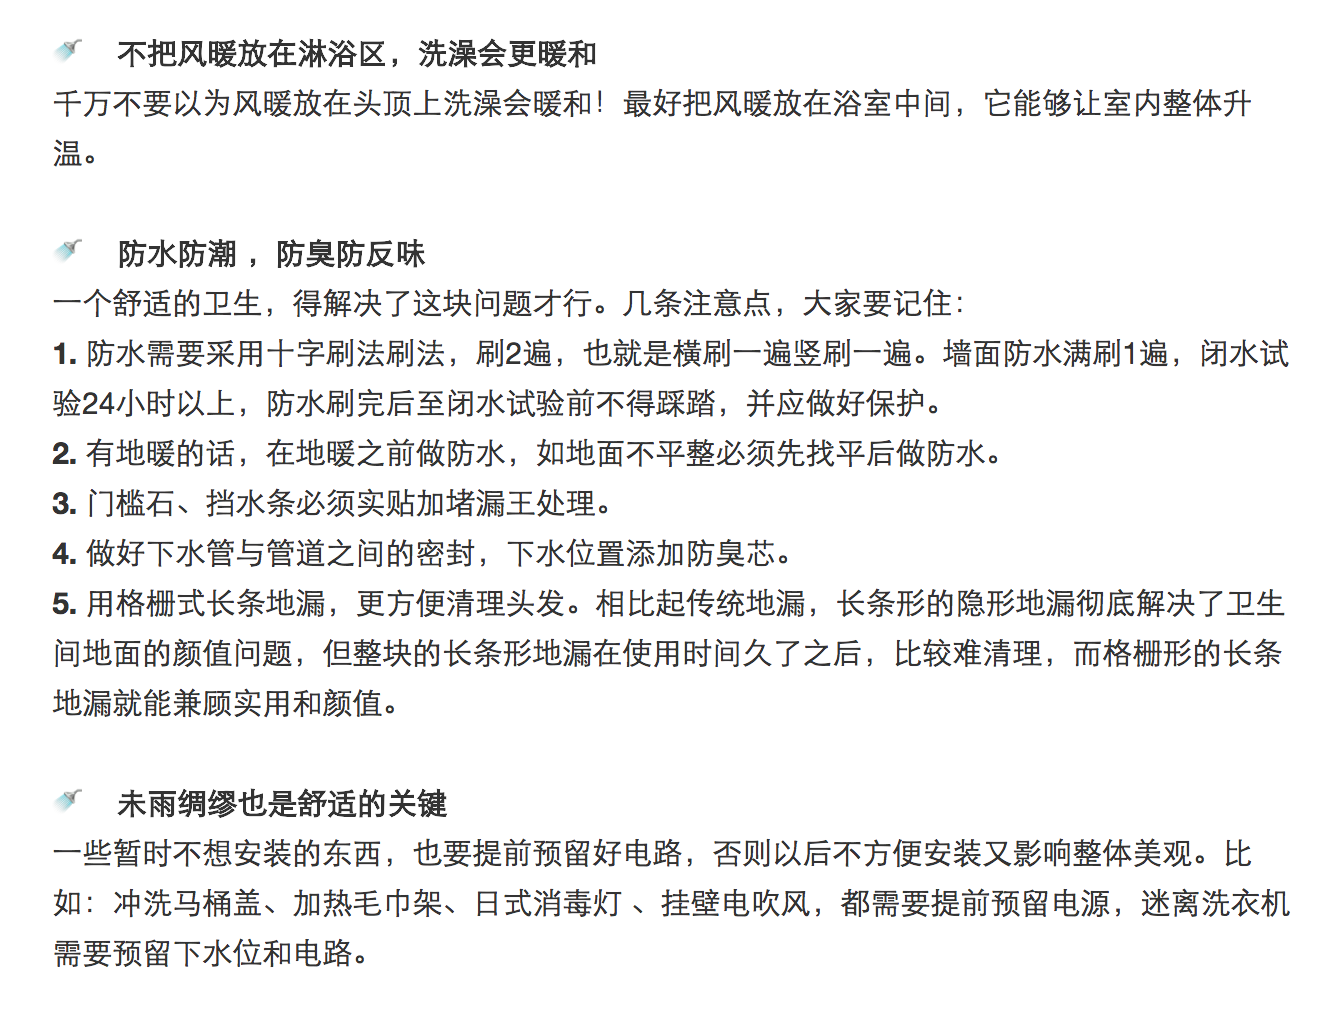 不把风暖放在淋浴区，洗澡会更暖和
千万不要以为风暖放在头顶上洗澡会暖和！最好把风暖放在浴室中间，它能够让室内整体升
温。
防水防潮 ，防臭防反味
一个舒适的卫生，得解决了这块问题才行。几条注意点，大家要记住：
1. 防水需要采用十字刷法刷法，刷2遍，也就是横刷一遍竖刷一遍。墙面防水满刷1遍，闭水试
验24小时以上，防水刷完后至闭水试验前不得踩踏，并应做好保护。
2. 有地暖的话，在地暖之前做防水，如地面不平整必须先找平后做防水。
3. 门槛石、挡水条必须实贴加堵漏王处理。
4. 做好下水管与管道之间的密封，下水位置添加防臭芯。
5. 用格栅式长条地漏，更方便清理头发。相比起传统地漏，长条形的隐形地漏彻底解决了卫生
间地面的颜值问题，但整块的长条形地漏在使用时间久了之后，比较难清理，而格栅形的长条
地漏就能兼顾实用和颜值。
未雨绸缪也是舒适的关键
一些暂时不想安装的东西，也要提前预留好电路，否则以后不方便安装又影响整体美观。比
如：冲洗马桶盖、加热毛巾架、日式消毒灯 、挂壁电吹风，都需要提前预留电源，迷离洗衣机
需要预留下水位和电路。